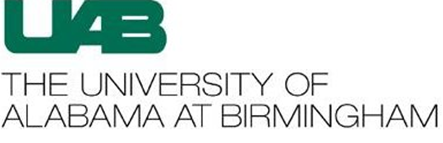 UAB
THE UNIVERSITY OF
ALABAMA AT BIRMINGHAM